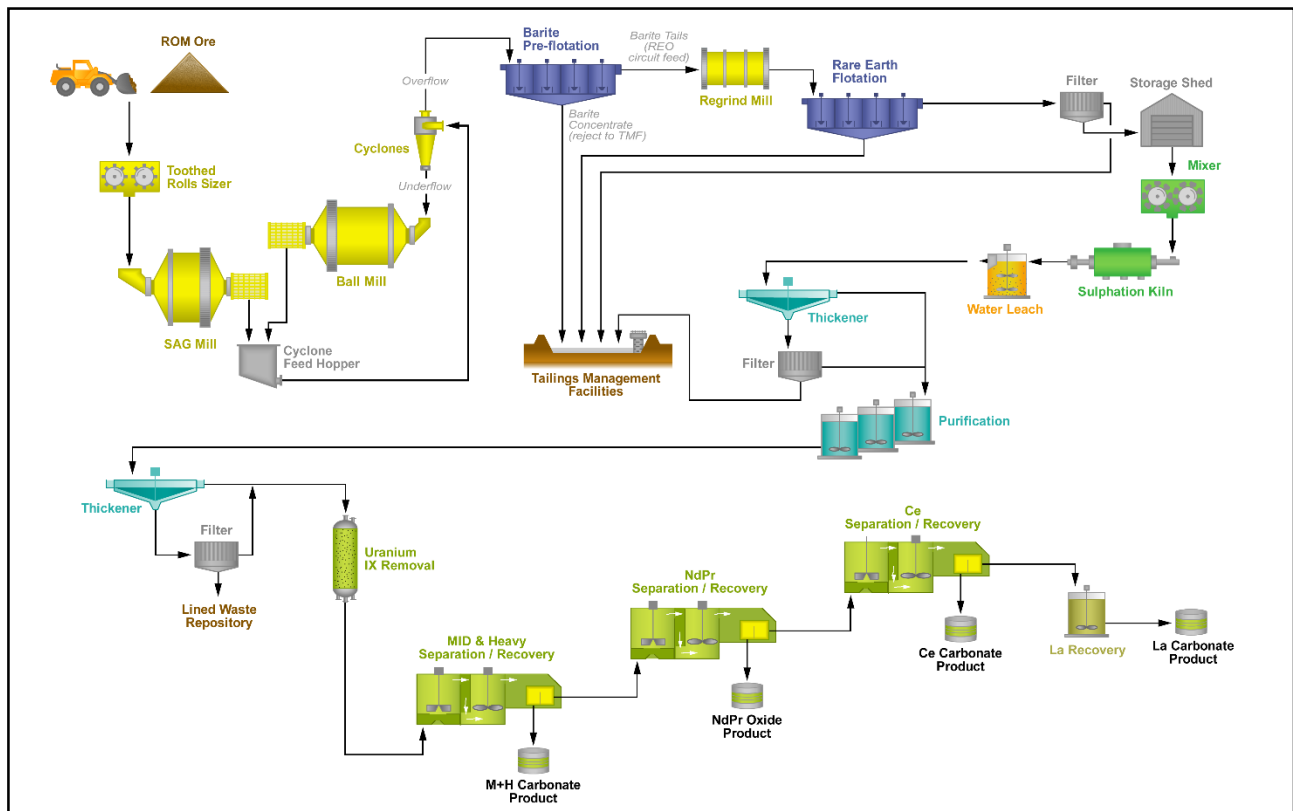 ROM Ore
Toothed
Rolls Sizer
SAG Mill
Cyclone
Feed Hopper
Ball Mill
Underflow
Cyclones
Overflow
Barite
Pre-flotation
Barite Tails
(REO
circuit feed)
Barite
Concentrate
(reject to TMF)
Regrind Mill
Rare Earth
Flotation
Filter
Storage Shed
Mixer
Sulphation Kiln
Water Leach
Thickener
Filter
Tailings Management
Facilities
Purification
Thickener
Filter
Lined Waste
Repository
Uranium
IX Removal
MID & Heavy
Separation / Recovery
M+H Carbonate
Product
NdPr
Separation / Recovery
NdPr Oxide
Product
Ce
Separation / Recovery
Ce Carbonate
Product
La Recovery
La Carbonate
Product